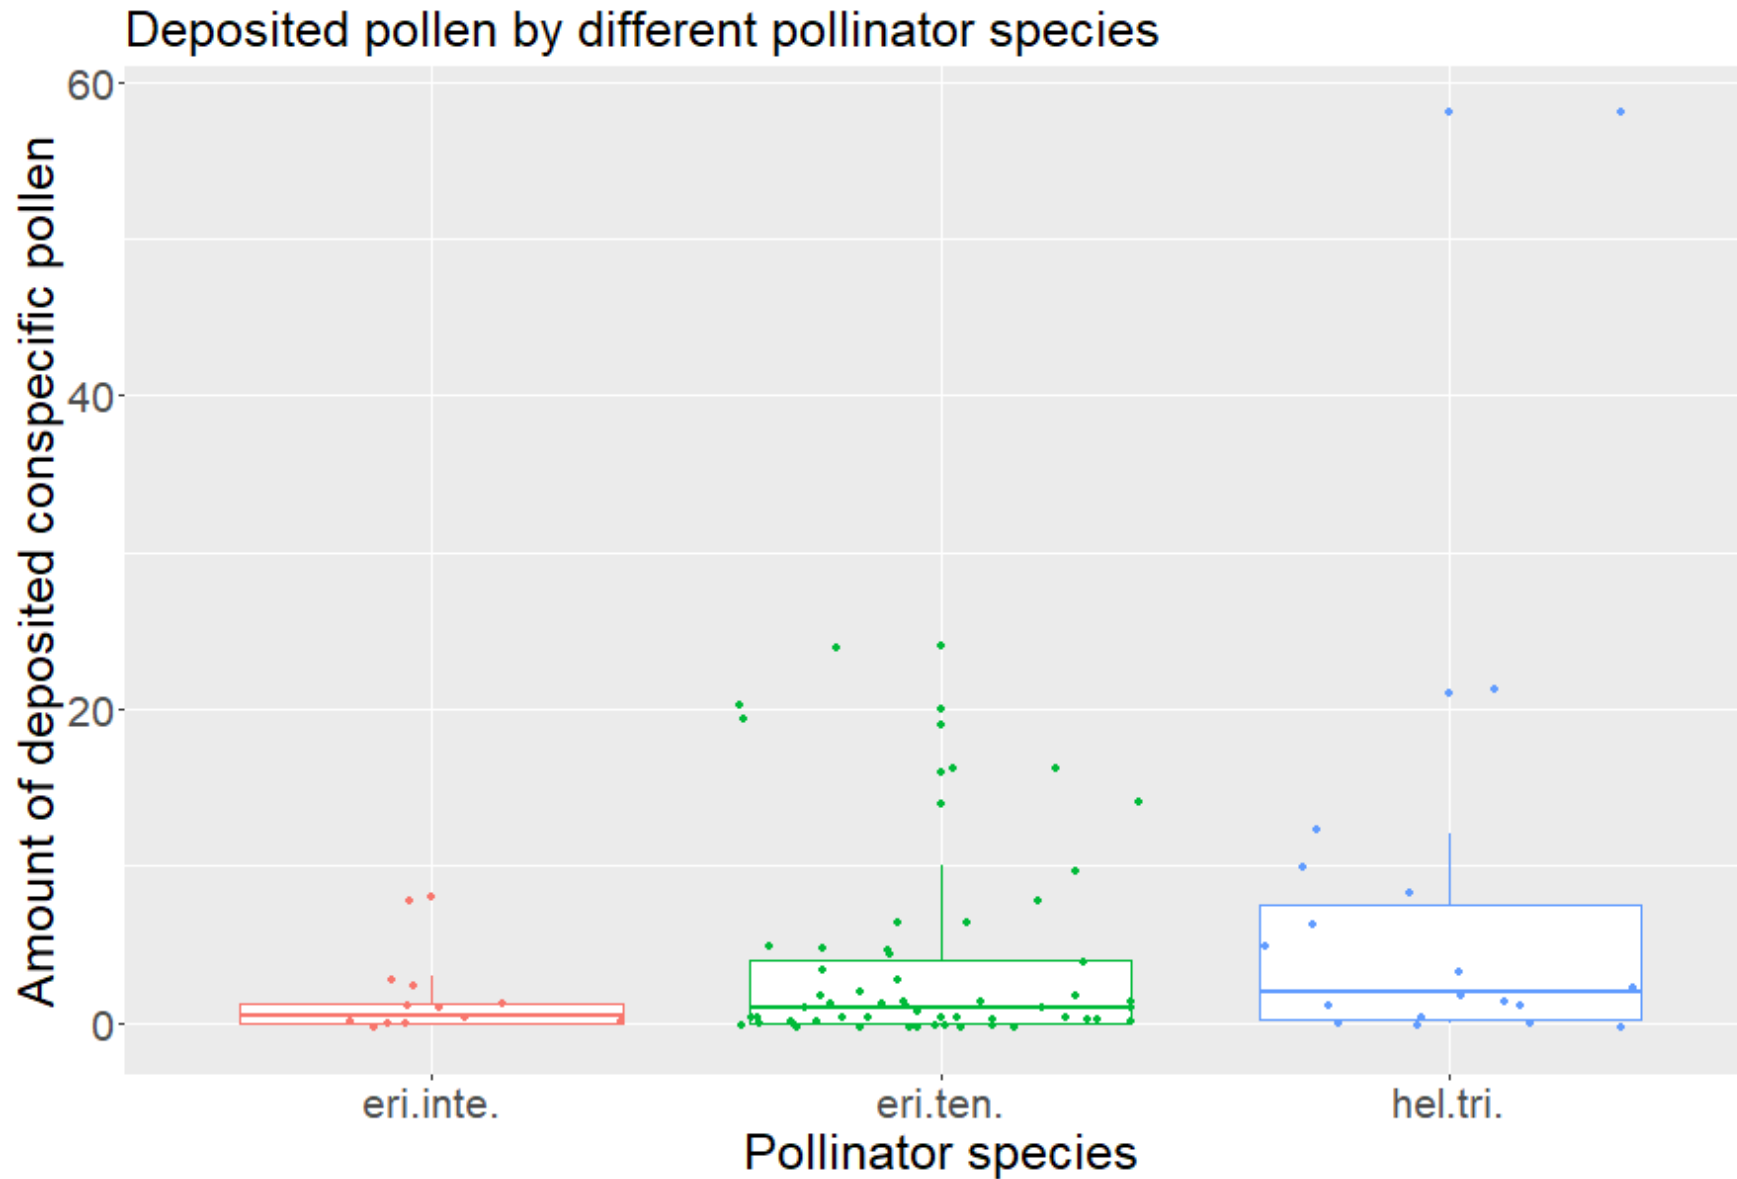 Deposited pollen by different pollinator species
Amount of deposited conspecific pollen
60
40
20
0
eri.inte.
eri.ten.
hel.tri.
Pollinator species